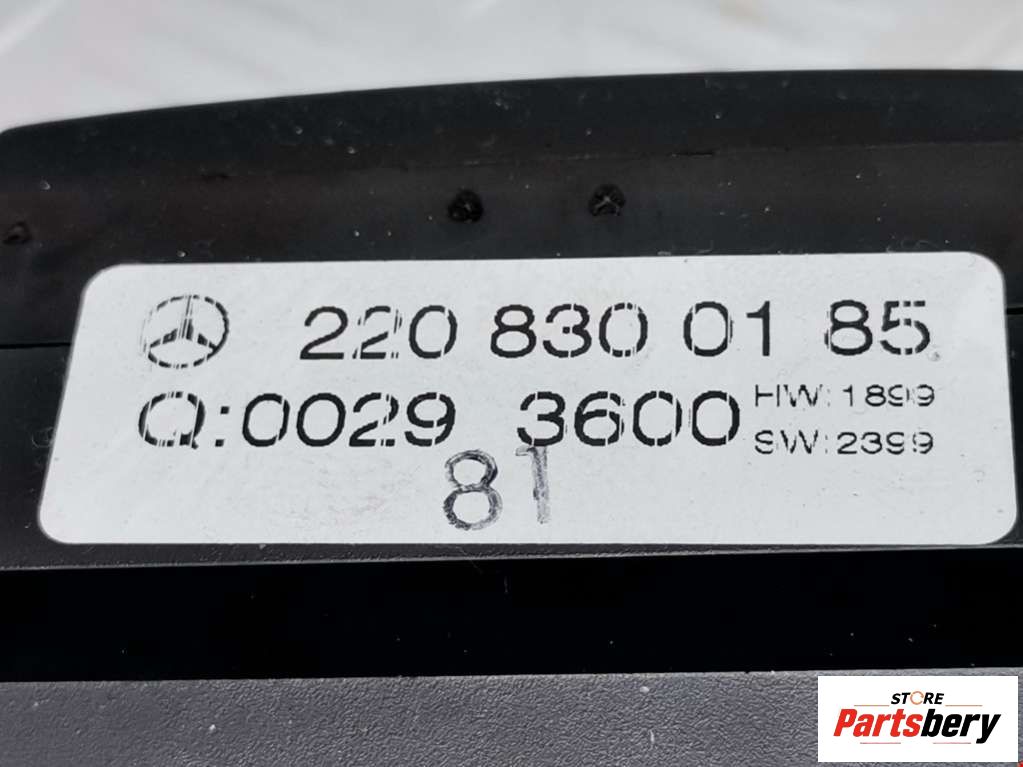 220 830 01 85
Q:0029 3600
HW:1899
SW:2399
81
STORE
Partsbery